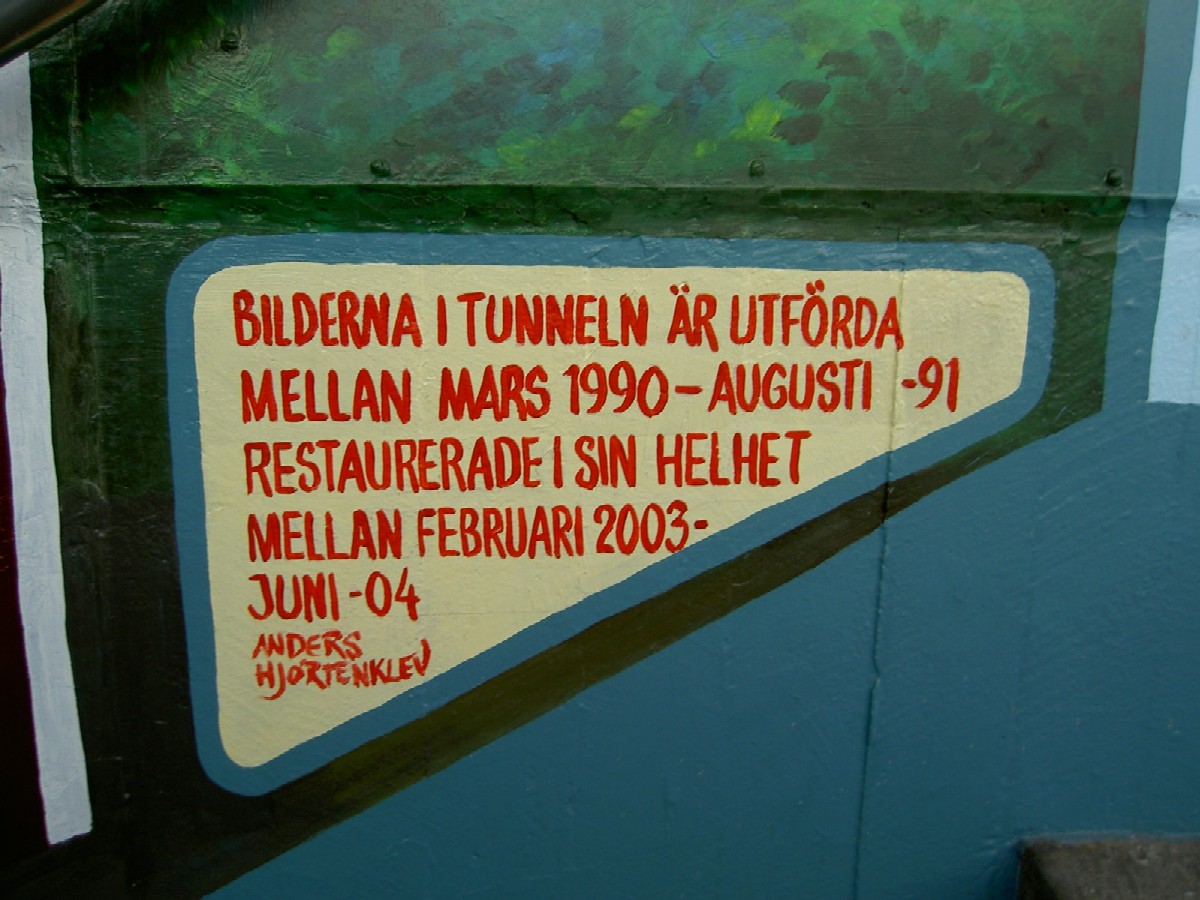 BILDERNA I TUNNELN ÄR UTFÖRDA
MELLAN MARS 1990 – AUGUSTI -91
RESTAURERADE I SIN HELHET
MELLAN FEBRUARI 2003-
JUNI -04
ANDERS
HJORTENKLEV